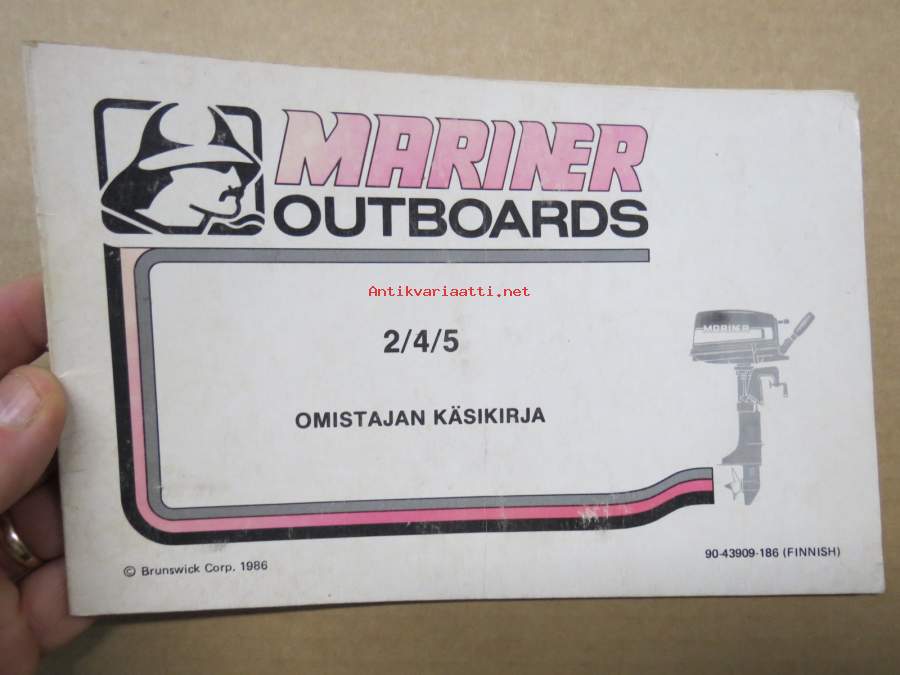 MARINER
OUTBOARDS
Antikvariaatti.net
2/4/5
MARINER
OMISTAJAN KÄSIKIRJA
90-43909-186 (FINNISH)
© Brunswick Corp. 1986